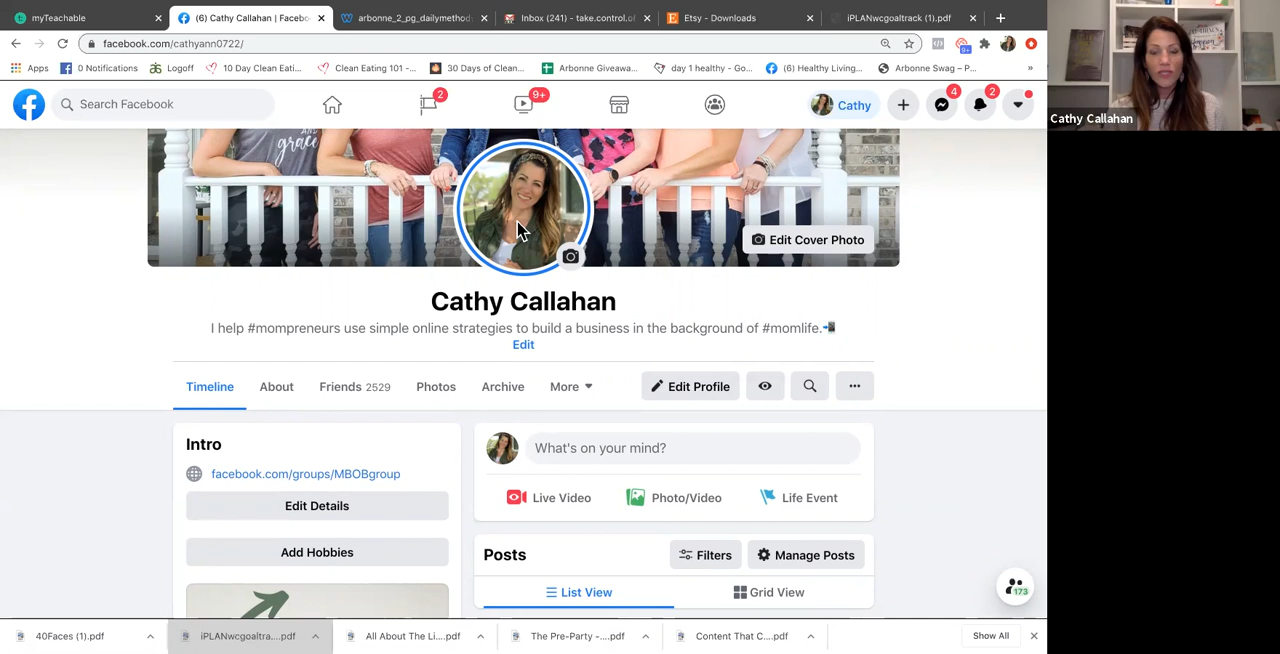 myTeachable
(6) Cathy Callahan | Facebo
arbonne_2_pg_dailymethod
Inbox (241) - take.control.of
Etsy - Downloads
iPLANwcgoaltrack (1).pdf
facebook.com/cathyann0722/
9+
Apps
0 Notifications
Logoff
10 Day Clean Eati...
Clean Eating 101 -...
30 Days of Clean...
Arbonne Giveawa...
day 1 healthy - Go...
(6) Healthy Living...
Arbonne Swag – P...
»
Search Facebook
2
9+
Cathy
4
2
Cathy Callahan
grace
Edit Cover Photo
Cathy Callahan
I help #mompreneurs use simple online strategies to build a business in the background of #momlife.
Edit
Timeline
About
Friends 2529
Photos
Archive
More
Edit Profile
...
Intro
facebook.com/groups/MBOBgroup
Edit Details
Add Hobbies
What's on your mind?
Live Video
Photo/Video
Life Event
Posts
Filters
Manage Posts
List View
Grid View
173
40Faces (1).pdf
iPLANwcgoaltra....pdf
All About The Li....pdf
The Pre-Party -....pdf
Content That C....pdf
Show All